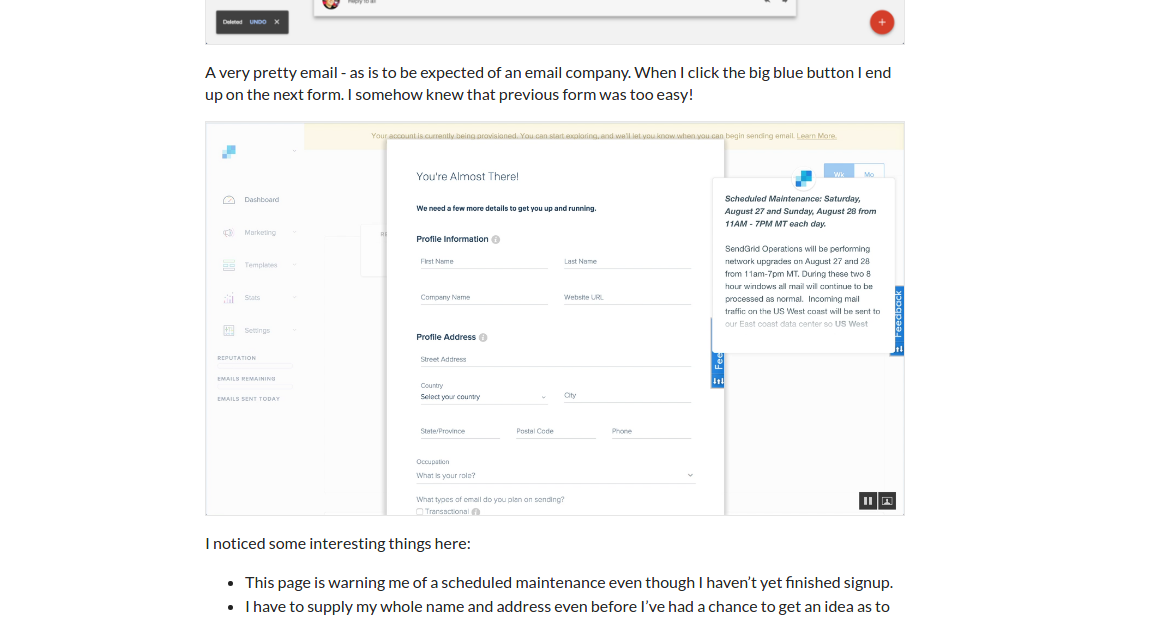 Reply to all
Deleted UNDO ×
+
A very pretty email - as is to be expected of an email company. When I click the big blue button I end
up on the next form. I somehow knew that previous form was too easy!
Your account is currently being provisioned. You can start exploring, and we'll let you know when you can begin sending email. Learn More.
Dashboard
Marketing
Templates
Stats
Settings
REPUTATION
EMAILS REMAINING
EMAILS SENT TODAY
RE
You're Almost There!
We need a few more details to get you up and running.
Profile Information
First Name Last Name
Company Name Website URL
Profile Address
Street Address
Country
Select your country City
State/Province Postal Code Phone
Occupation
What is your role?
What types of email do you plan on sending?
Transactional
Wk Mo
Scheduled Maintenance: Saturday,
August 27 and Sunday, August 28 from
11AM - 7PM MT each day.
SendGrid Operations will be performing
network upgrades on August 27 and 28
from 11am-7pm MT. During these two 8
hour windows all mail will continue to be
processed as normal. Incoming mail
traffic on the US West coast will be sent to
our East coast data center so US West
Feedback
Fee
I noticed some interesting things here:
• This page is warning me of a scheduled maintenance even though I haven't yet finished signup.
• I have to supply my whole name and address even before I've had a chance to get an idea as to